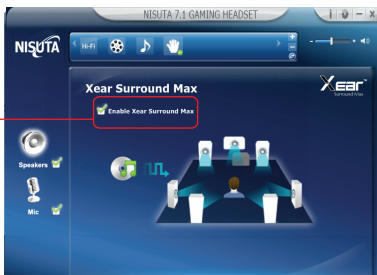 NISUTA 7.1 GAMING HEADSET
NISUTA
Hi-Fi
Xear
Surround Max
Xear Surround Max
Enable Xear Surround Max
Speakers
Mic